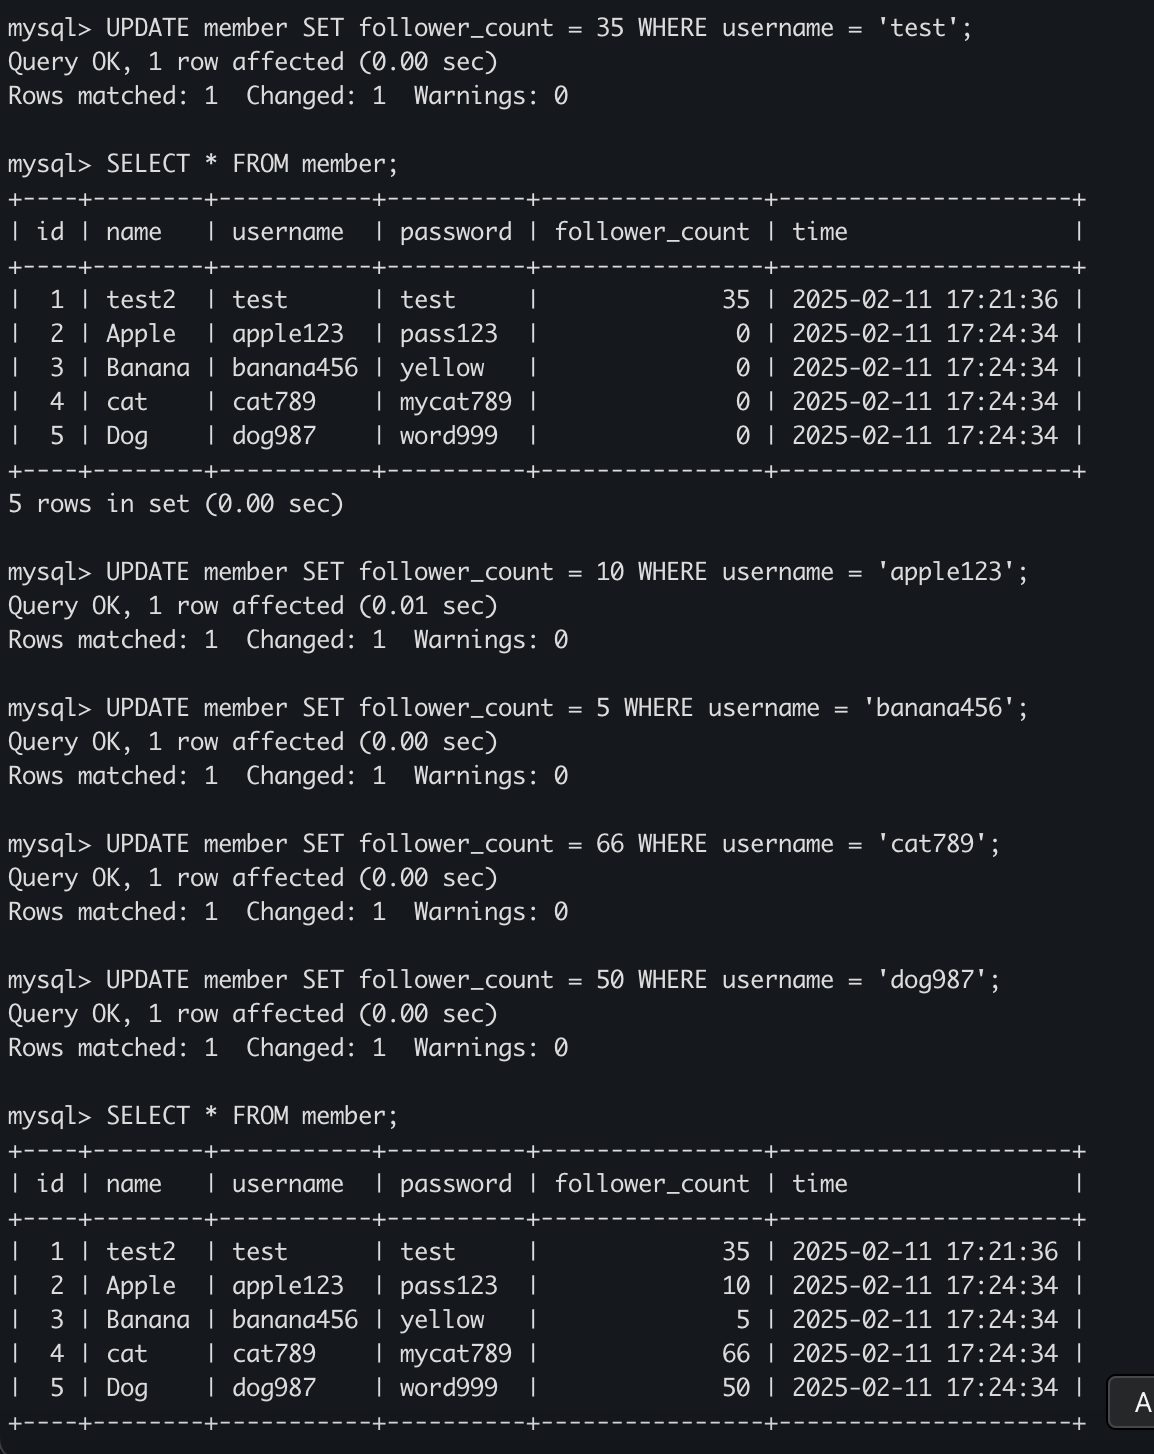 mysql> UPDATE member SET follower_count = 35 WHERE username = 'test';
Query OK, 1 row affected (0.00 sec)
Rows matched: 1  Changed: 1  Warnings: 0

mysql> SELECT * FROM member;
+----+--------+-----------+----------+----------------+---------------------+
| id | name   | username  | password | follower_count | time                |
+----+--------+-----------+----------+----------------+---------------------+
|  1 | test2  | test      | test     |             35 | 2025-02-11 17:21:36 |
|  2 | Apple  | apple123  | pass123  |              0 | 2025-02-11 17:24:34 |
|  3 | Banana | banana456 | yellow   |              0 | 2025-02-11 17:24:34 |
|  4 | cat    | cat789    | mycat789 |              0 | 2025-02-11 17:24:34 |
|  5 | Dog    | dog987    | word999  |              0 | 2025-02-11 17:24:34 |
+----+--------+-----------+----------+----------------+---------------------+
5 rows in set (0.00 sec)

mysql> UPDATE member SET follower_count = 10 WHERE username = 'apple123';
Query OK, 1 row affected (0.01 sec)
Rows matched: 1  Changed: 1  Warnings: 0

mysql> UPDATE member SET follower_count = 5 WHERE username = 'banana456';
Query OK, 1 row affected (0.00 sec)
Rows matched: 1  Changed: 1  Warnings: 0

mysql> UPDATE member SET follower_count = 66 WHERE username = 'cat789';
Query OK, 1 row affected (0.00 sec)
Rows matched: 1  Changed: 1  Warnings: 0

mysql> UPDATE member SET follower_count = 50 WHERE username = 'dog987';
Query OK, 1 row affected (0.00 sec)
Rows matched: 1  Changed: 1  Warnings: 0

mysql> SELECT * FROM member;
+----+--------+-----------+----------+----------------+---------------------+
| id | name   | username  | password | follower_count | time                |
+----+--------+-----------+----------+----------------+---------------------+
|  1 | test2  | test      | test     |             35 | 2025-02-11 17:21:36 |
|  2 | Apple  | apple123  | pass123  |             10 | 2025-02-11 17:24:34 |
|  3 | Banana | banana456 | yellow   |              5 | 2025-02-11 17:24:34 |
|  4 | cat    | cat789    | mycat789 |             66 | 2025-02-11 17:24:34 |
|  5 | Dog    | dog987    | word999  |             50 | 2025-02-11 17:24:34 |
+----+--------+-----------+----------+----------------+---------------------+